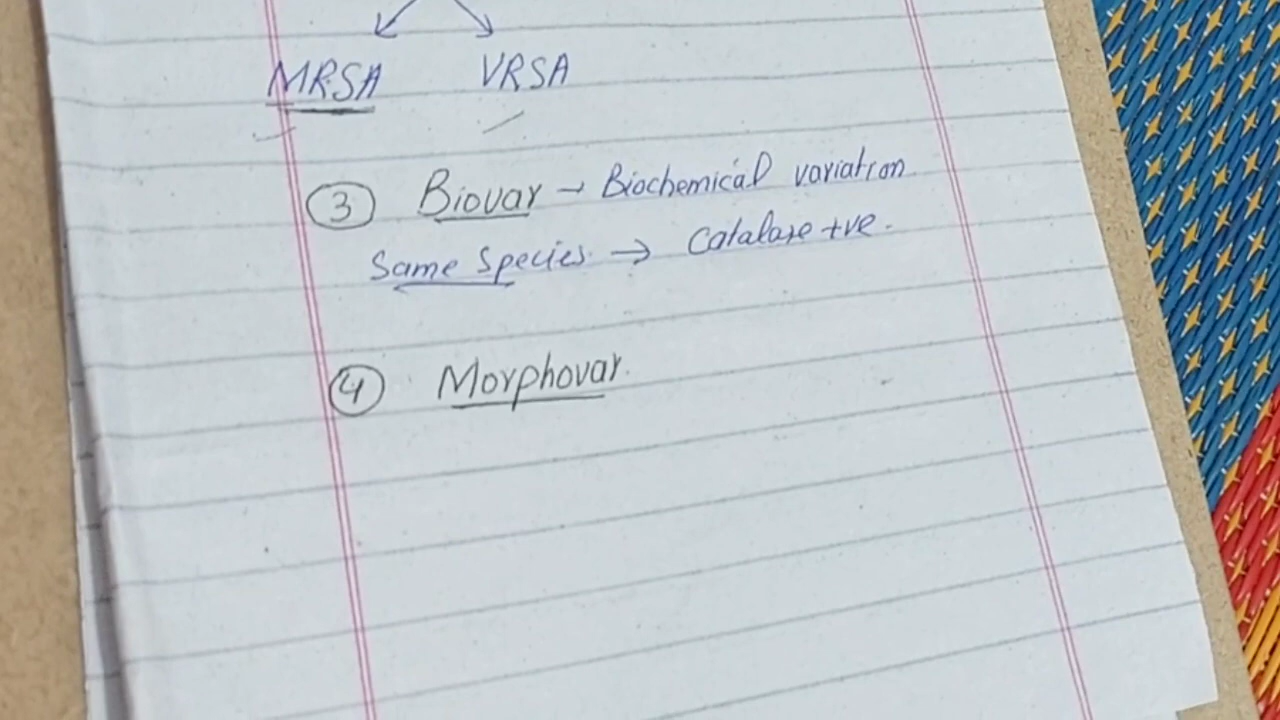 MRSA VRSA
③ Biovar → Biochemical variation
Same species → Catalase +ve.
④ Morphovar.